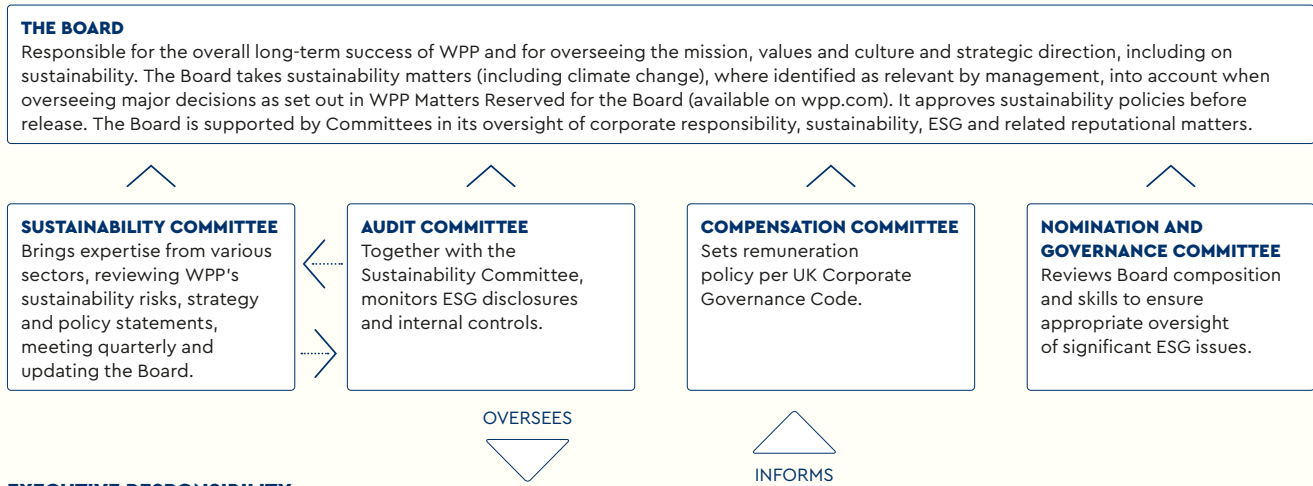 THE BOARD
Responsible for the overall long-term success of WPP and for overseeing the mission, values and culture and strategic direction, including on
sustainability. The Board takes sustainability matters (including climate change), where identified as relevant by management, into account when
overseeing major decisions as set out in WPP Matters Reserved for the Board (available on wpp.com). It approves sustainability policies before
release. The Board is supported by Committees in its oversight of corporate responsibility, sustainability, ESG and related reputational matters.
SUSTAINABILITY COMMITTEE
Brings expertise from various
sectors, reviewing WPP's
sustainability risks, strategy
and policy statements,
meeting quarterly and
updating the Board.
AUDIT COMMITTEE
Together with the
Sustainability Committee,
monitors ESG disclosures
and internal controls.
COMPENSATION COMMITTEE
Sets remuneration
policy per UK Corporate
Governance Code.
NOMINATION AND
GOVERNANCE COMMITTEE
Reviews Board composition
and skills to ensure
appropriate oversight
of significant ESG issues.
OVERSEES
INFORMS
EXECUTIVE RESPONSIBILITY